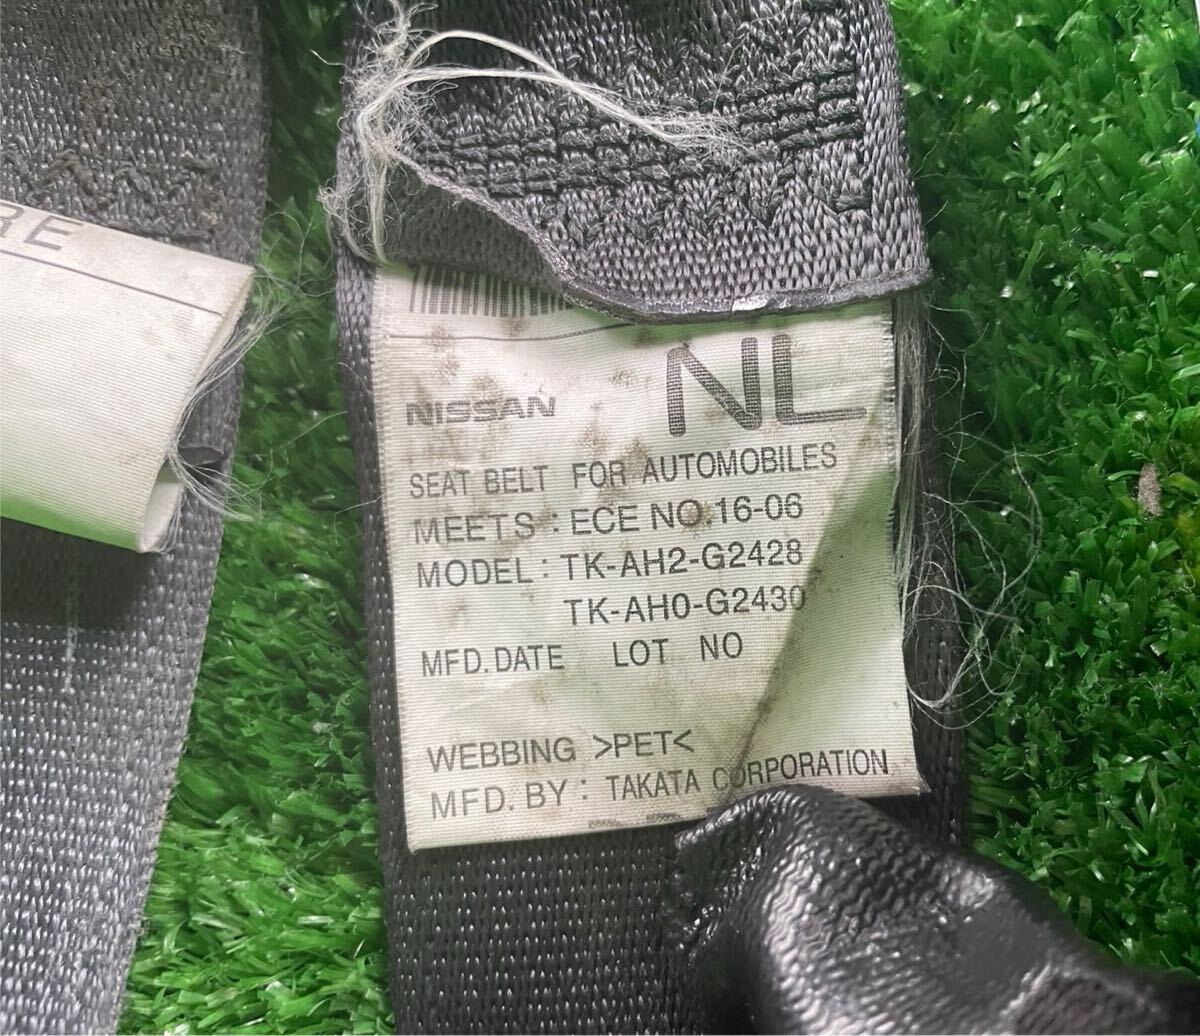 RE
NISSAN NL
SEAT BELT FOR AUTOMOBILES
MEETS : ECE NO.16-06
MODEL : TK-AH2-G2428
TK-AH0-G2430
MFD.DATE LOT NO
WEBBING >PET<
MFD. BY : TAKATA CORPORATION